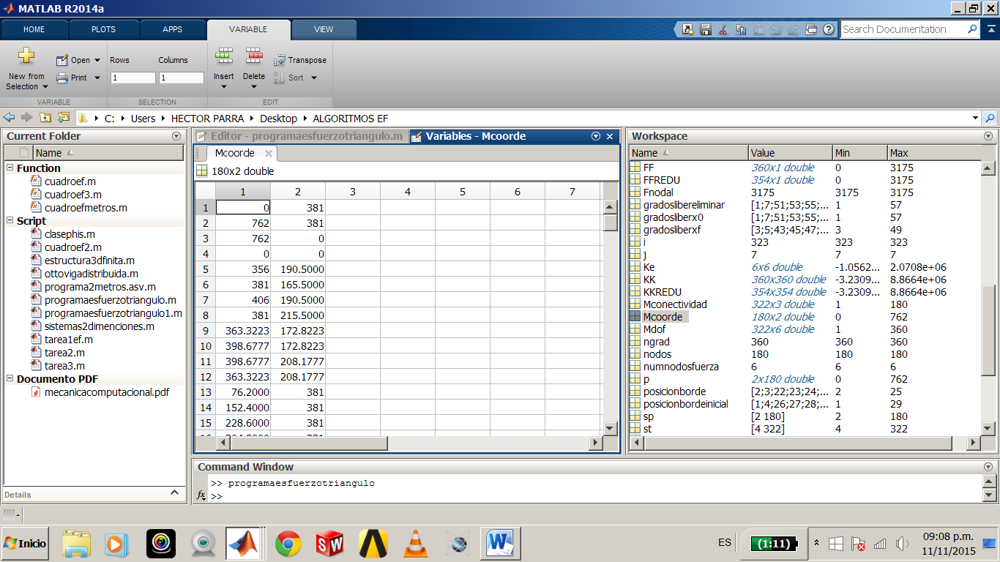 MATLAB R2014a
HOME PLOTS APPS VARIABLE VIEW
Search Documentation
New from Selection
Open
Print
Rows Columns
1 1
Insert Delete
Transpose
Sort
VARIABLE SELECTION EDIT
C: Users HECTOR PARRA Desktop ALGORITMOS EF
Current Folder
Name
Function
cuadroef.m
cuadroef3.m
cuadroefmetros.m
Script
clasephis.m
cuadroef2.m
estructura3dfinita.m
ottovigadistribuida.m
programa2metros.asv.m
programaesfuerzotriangulo.m
programaesfuerzotriangulo1.m
sistemas2dimenciones.m
tarea1ef.m
tarea2.m
tarea3.m
Documento PDF
mecanicacomputacional.pdf
Details
Editor - programaesfuerzotriangulo.m Variables - Mcoorde
Mcoorde
180x2 double
1 2 3 4 5 6 7
1 0 381
2 762 381
3 762 0
4 0 0
5 356 190.5000
6 381 165.5000
7 406 190.5000
8 381 215.5000
9 363.3223 172.8223
10 398.6777 172.8223
11 398.6777 208.1777
12 363.3223 208.1777
13 76.2000 381
14 152.4000 381
15 228.6000 381
Workspace
Name Value Min Max
FF 360x1 double 0 3175
FFREDU 354x1 double 0 3175
Fnodal 3175 3175 3175
gradoslibereliminar [1;7;51;53;55;... 1 57
gradosliberx0 [1;7;51;53;55;... 1 57
gradosliberxf [3;5;43;45;47;... 3 49
i 323 323 323
j 7 7 7
Ke 6x6 double -1.0562... 2.0708e+06
KK 360x360 double -3.2309... 8.8664e+06
KKREDU 354x354 double -3.2309... 8.8664e+06
Mconectividad 322x3 double 1 180
Mcoorde 180x2 double 0 762
Mdof 322x6 double 1 360
ngrad 360 360 360
nodos 180 180 180
numnodosfuerza 6 6 6
p 2x180 double 0 762
posicionborde [2;3;22;23;24;... 2 25
posicionbordeinicial [1;4;26;27;28;... 1 29
sp [2 180] 2 180
st [4 322] 4 322
Command Window
>> programaesfuerzotriangulo
fx >>
Inicio
ES
(1:11)
09:08 p.m.
11/11/2015